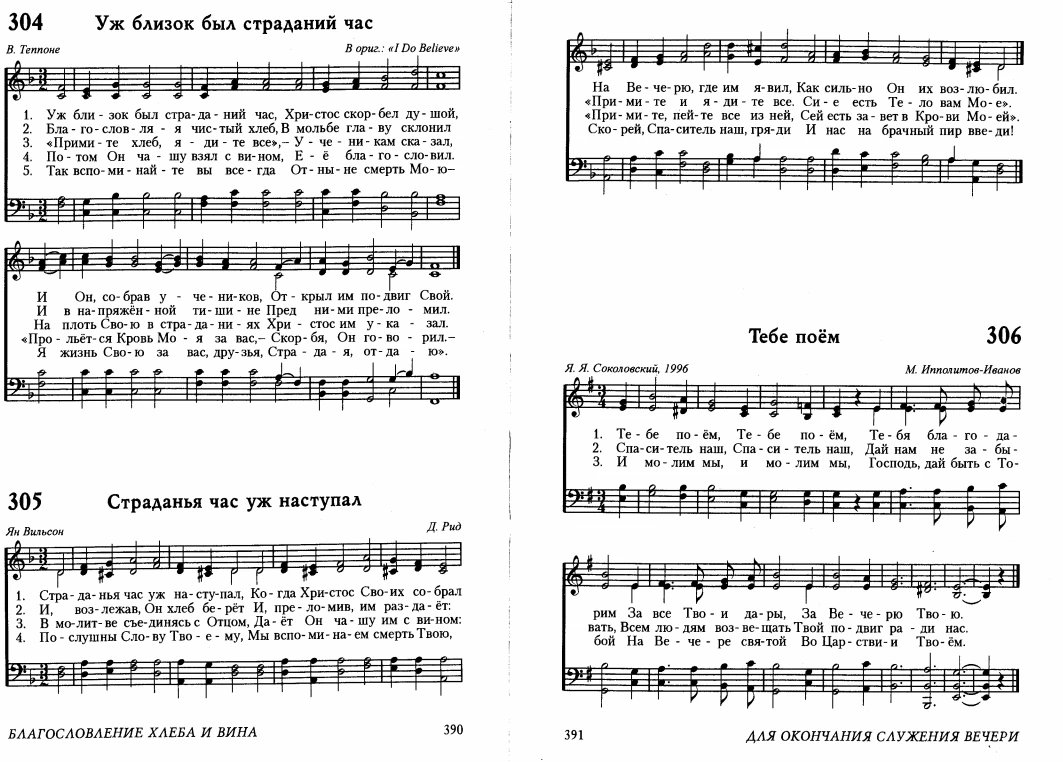 304 Уж близок был страданий час
В. Теппоне В ориг.: «I Do Believe»
1. Уж бли - зок был стра - да - ний час, Хри - стос скор - бел ду - шой,
2. Бла - го - слов - ля - я чис - тый хлеб, В мольбе гла - ву склонил
3. «Прими - те хлеб, я - ди - те все»,– У - че - ни - кам ска - зал,
4. По - том Он ча - шу взял с ви - ном, Е - ё бла - го - сло - вил.
5. Так вспо - ми - най - те вы все - гда От - ны - не смерть Мо - ю–
И Он, со - брав у - че - ни - ков, От - крыл им по - двиг Свой.
И в на - пряжён - ной ти - ши - не Пред ни - ми пре - ло - мил.
На плоть Сво - ю в стра - да - ни - ях Хри - стос им у - ка - зал.
«Про - льёт - ся Кровь Мо - я за вас,– Скор - бя, Он го - во - рил.–
Я жизнь Сво - ю за вас, дру - зья, Стра - да - я, от - да - ю».
305 Страданья час уж наступал
Ян Вильсон Д. Рид
1. Стра - да - нья час уж на - сту - пал, Ко - гда Хри - стос Сво - их со - брал
2. И, воз - лежав, Он хлеб бе - рёт И, пре - ло - мив, им раз - да - ёт:
3. В мо - лит - ве съе - динясь с Отцом, Да - ёт Он ча - шу им с ви - ном:
4. По - слушны Сло - ву Тво - е - му, Мы вспо - ми - на - ем смерть Твою,
БЛАГОСЛОВЛЕНИЕ ХЛЕБА И ВИНА 390
На Ве - че - рю, где им я - вил, Как силь - но Он их воз - лю - бил.
«При - ми - те и я - ди - те все. Си - е есть Те - ло вам Мо - е».
«При - ми - те, пей - те все из ней, Сей есть за - вет в Кро - ви Мо - ей».
Ско - рей, Спа - ситель наш, гря - ди И нас на брачный пир вве - ди!
Тебе поём 306
Я. Я. Соколовский, 1996 М. Ипполитов-Иванов
1. Те - бе по - ём, Те - бе по - ём, Те - бя бла - го - да -
2. Спа - си - тель наш, Спа - си - тель наш, Дай нам не за - бы -
3. И мо - лим мы, и мо - лим мы, Господь, дай быть с То -
рим За все Тво - и да - ры, За Ве - че - рю Тво - ю.
вать, Всем лю - дям воз - ве - щать Твой по - двиг ра - ди нас.
бой На Ве - че - ре свя - той Во Цар - стви - и Тво - ём.
391 ДЛЯ ОКОНЧАНИЯ СЛУЖЕНИЯ ВЕЧЕРИ